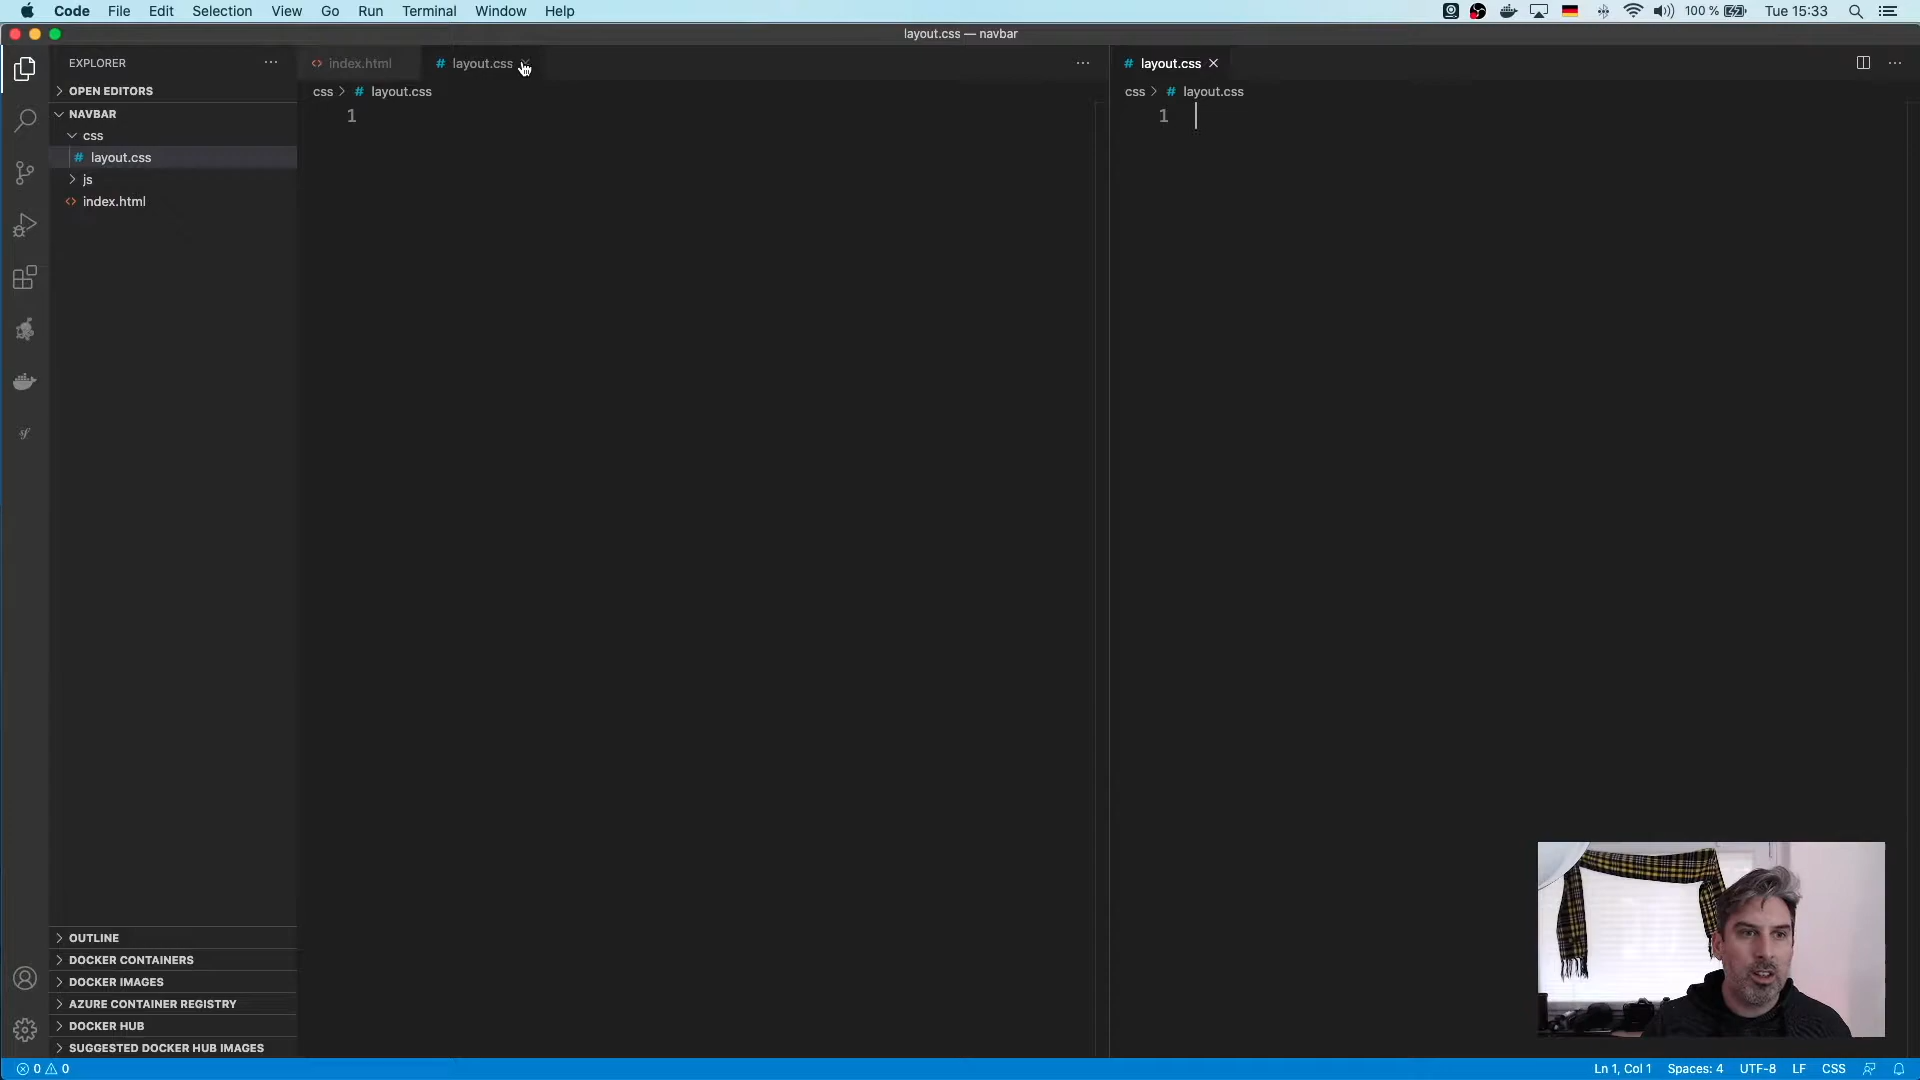 Code File Edit Selection View Go Run Terminal Window Help 100 % Tue 15:33
layout.css — navbar
EXPLORER
OPEN EDITORS
NAVBAR
css
layout.css
js
index.html
OUTLINE
DOCKER CONTAINERS
DOCKER IMAGES
AZURE CONTAINER REGISTRY
DOCKER HUB
SUGGESTED DOCKER HUB IMAGES
index.html # layout.css
css > # layout.css
1
# layout.css
css > # layout.css
1
0 0 Ln 1, Col 1 Spaces: 4 UTF-8 LF CSS